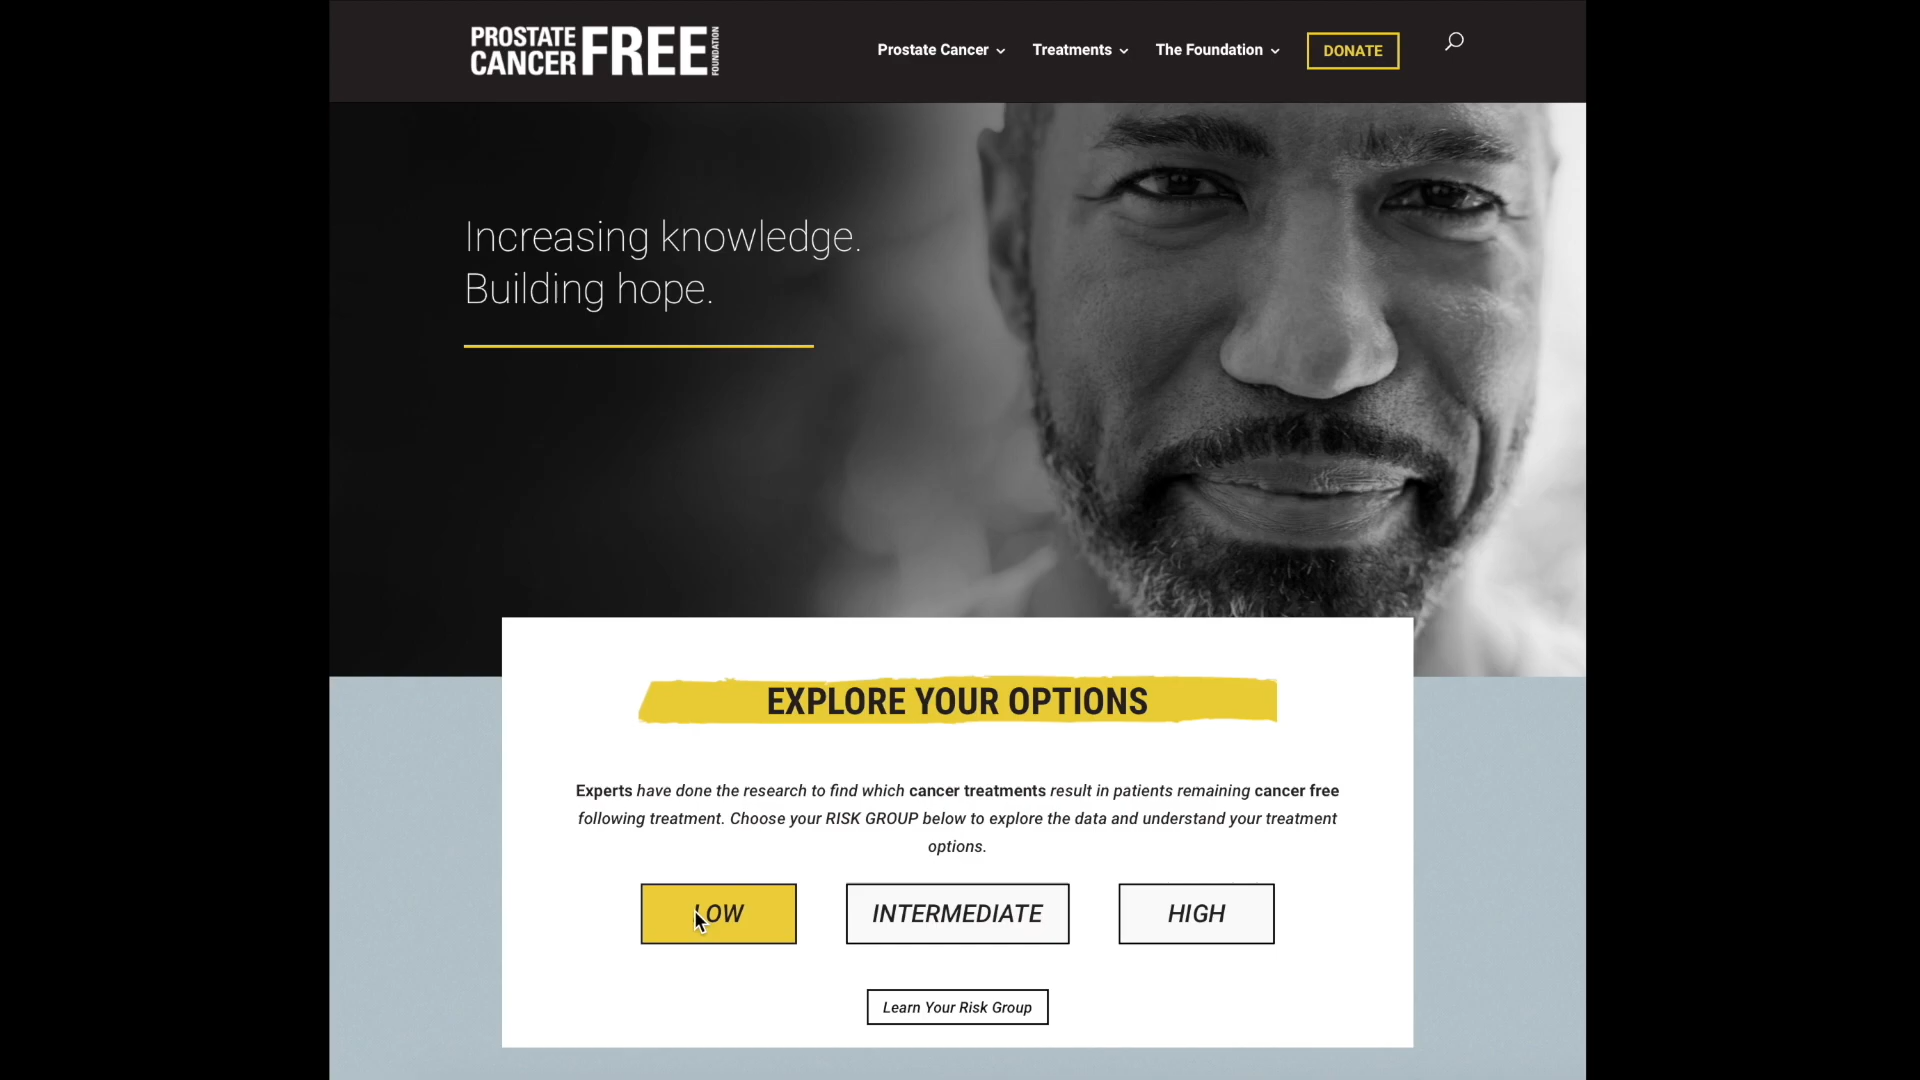 PROSTATE CANCER FREE FOUNDATION
Prostate Cancer
Treatments
The Foundation
DONATE
Increasing knowledge.
Building hope.
EXPLORE YOUR OPTIONS
Experts have done the research to find which cancer treatments result in patients remaining cancer free
following treatment. Choose your RISK GROUP below to explore the data and understand your treatment
options.
LOW
INTERMEDIATE
HIGH
Learn Your Risk Group